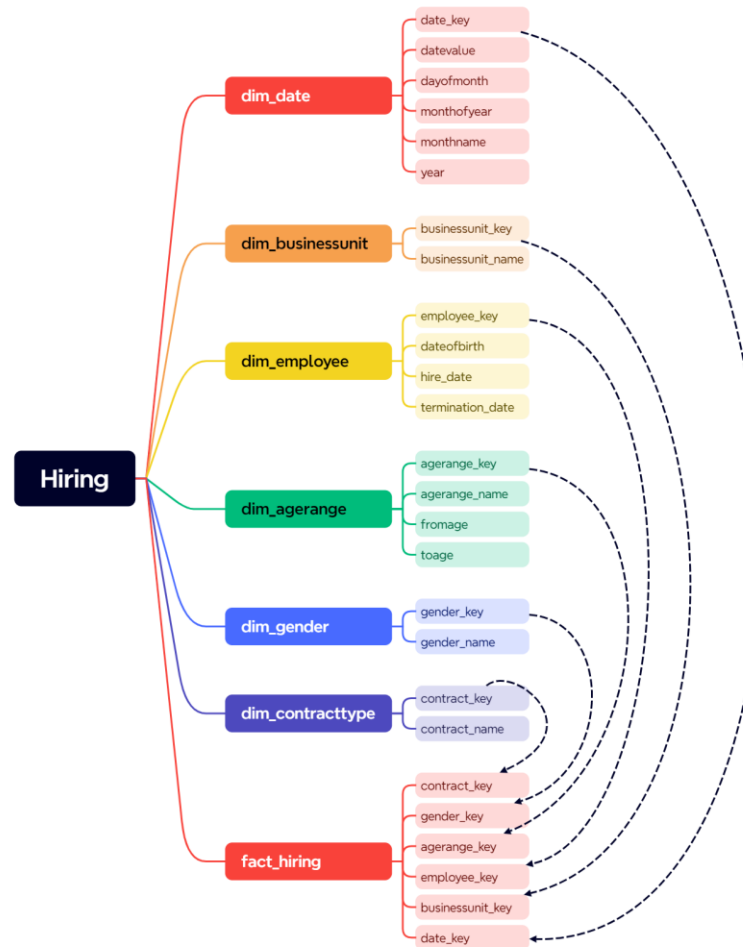 Hiring
dim_date
date_key
datevalue
dayofmonth
monthofyear
monthname
year
dim_businessunit
businessunit_key
businessunit_name
dim_employee
employee_key
dateofbirth
hire_date
termination_date
dim_agerange
agerange_key
agerange_name
fromage
toage
dim_gender
gender_key
gender_name
dim_contracttype
contract_key
contract_name
fact_hiring
contract_key
gender_key
agerange_key
employee_key
businessunit_key
date_key